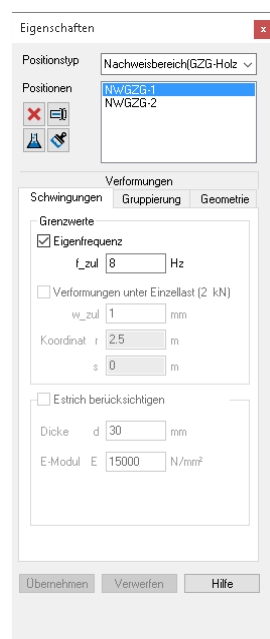 Eigenschaften
Positionstyp
Nachweisbereich(GZG-Holz
Positionen
NWGZG-1
NWGZG-2
Verformungen
Schwingungen Gruppierung Geometrie
Grenzwerte
Eigenfrequenz
f_zul 8 Hz
Verformungen unter Einzellast (2 kN)
w_zul 1 mm
Koordinat r 2.5 m
s 0 m
Estrich berücksichtigen
Dicke d 30 mm
E-Modul E 15000 N/mm²
Übernehmen Verwerfen Hilfe